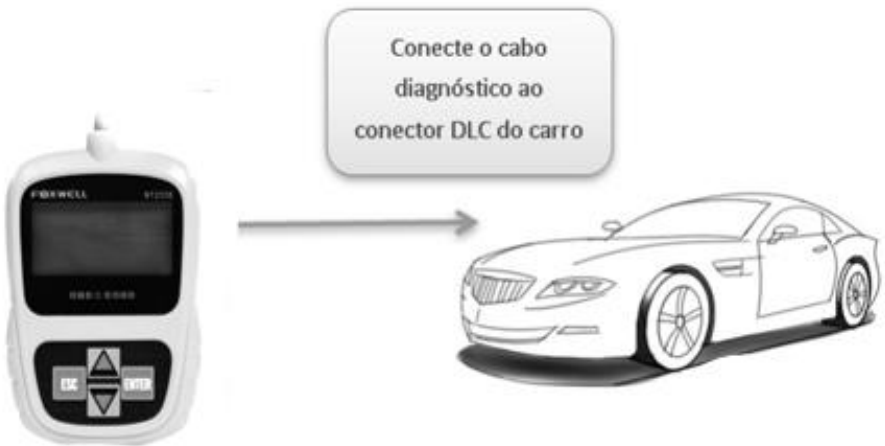 Conecte o cabo
diagnóstico ao
conector DLC do carro
FOXWELL
ESC
ENTER